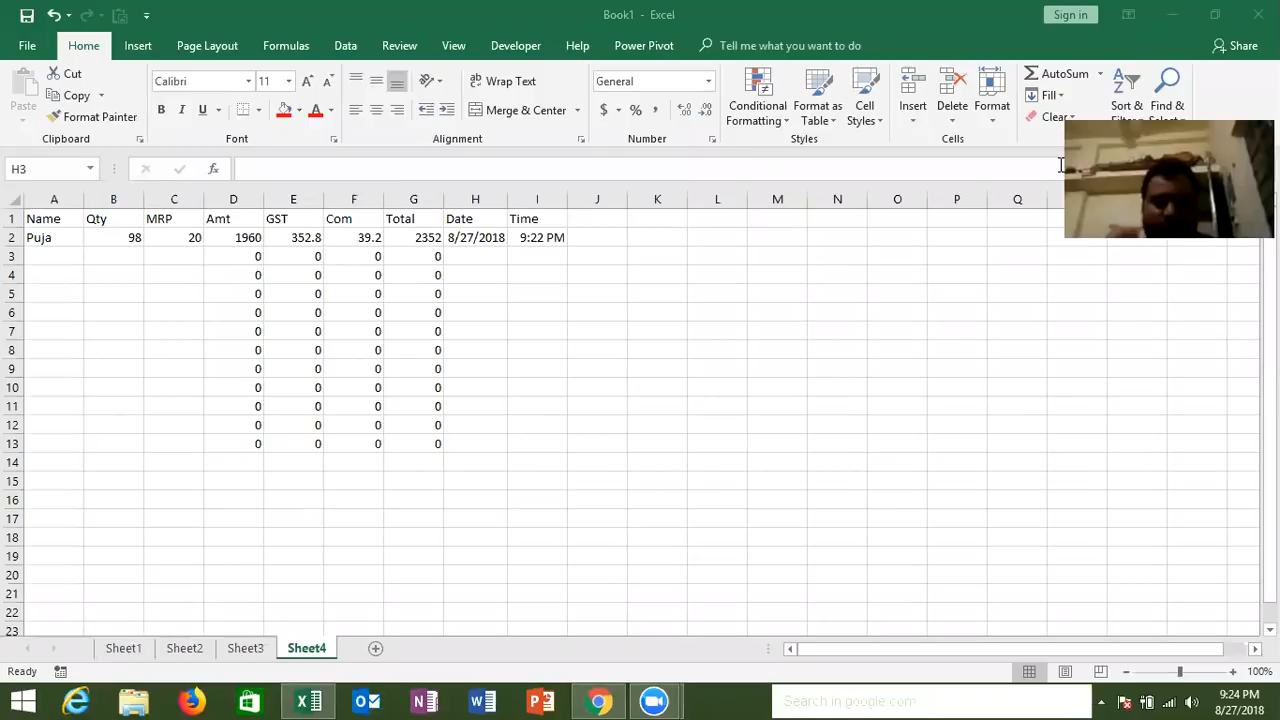 Book1 - Excel
Sign in
File Home Insert Page Layout Formulas Data Review View Developer Help Power Pivot Tell me what you want to do Share
Paste
Cut
Copy
Format Painter
Clipboard
Calibri 11
B I U A
Font
Wrap Text
Merge & Center
Alignment
General
$ % ,
Number
Conditional Formatting
Format as Table
Cell Styles
Styles
Insert Delete Format
Cells
AutoSum
Fill
Clear
Sort &
Find &
H3 fx
A B C D E F G H I J K L M N O P Q
1 Name Qty MRP Amt GST Com Total Date Time
2 Puja 98 20 1960 352.8 39.2 2352 8/27/2018 9:22 PM
3 0 0 0 0
4 0 0 0 0
5 0 0 0 0
6 0 0 0 0
7 0 0 0 0
8 0 0 0 0
9 0 0 0 0
10 0 0 0 0
11 0 0 0 0
12 0 0 0 0
13 0 0 0 0
14
15
16
17
18
19
20
21
22
23
Sheet1 Sheet2 Sheet3 Sheet4
Ready 100%
Search in google.com
9:24 PM
8/27/2018